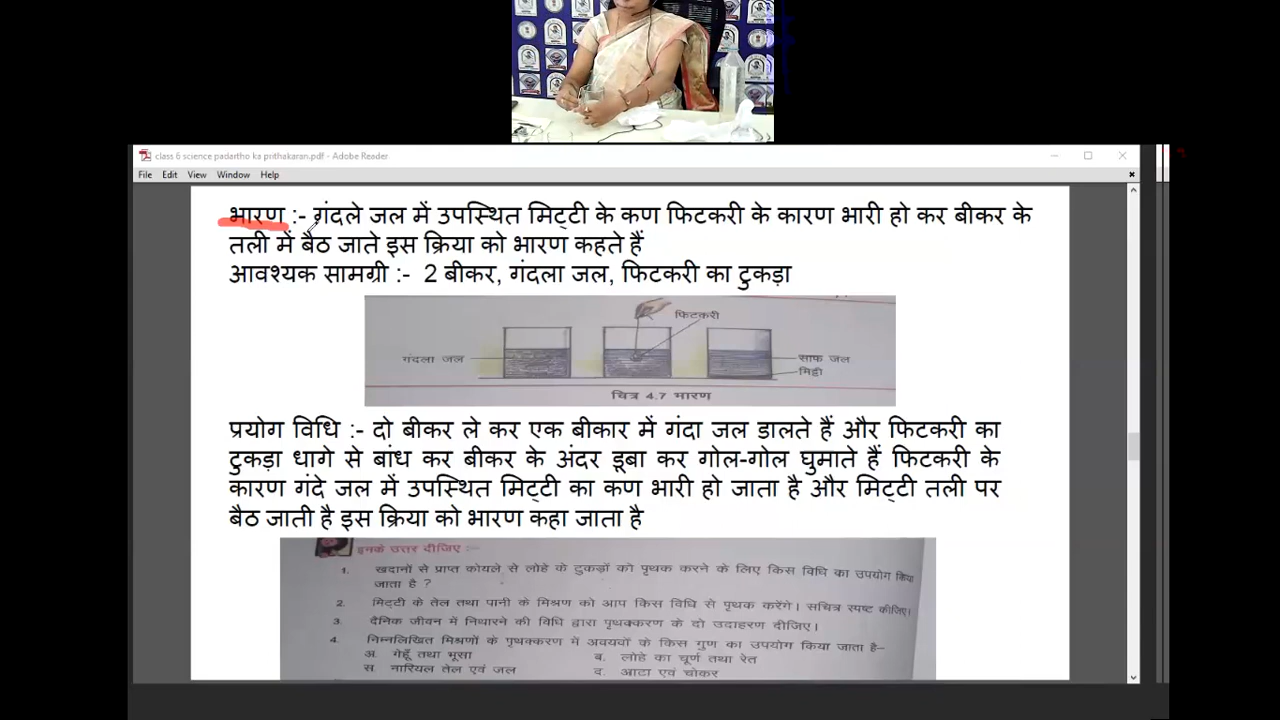 class 6 science padartho ka prithakaran.pdf - Adobe Reader
File Edit View Window Help
भारण :- गंदले जल में उपस्थित मिट्टी के कण फिटकरी के कारण भारी हो कर बीकर के
तली में बैठ जाते इस क्रिया को भारण कहते हैं
आवश्यक सामग्री :- 2 बीकर, गंदला जल, फिटकरी का टुकड़ा
फिटकरी
गंदला जल
साफ जल
मिट्टी
चित्र 4.7 भारण
प्रयोग विधि :- दो बीकर ले कर एक बीकार में गंदा जल डालते हैं और फिटकरी का
टुकड़ा धागे से बांध कर बीकर के अंदर डूबा कर गोल-गोल घुमाते हैं फिटकरी के
कारण गंदे जल में उपस्थित मिट्टी का कण भारी हो जाता है और मिट्टी तली पर
बैठ जाती है इस क्रिया को भारण कहा जाता है
इनके उत्तर दीजिए :-
1. खदानों से प्राप्त कोयले से लोहे के टुकड़ों को पृथक करने के लिए किस विधि का उपयोग किया
जाता है ?
2. मिट्टी के तेल तथा पानी के मिश्रण को आप किस विधि से पृथक करेंगे। सचित्र स्पष्ट कीजिए।
3. दैनिक जीवन में निथारने की विधि द्वारा पृथक्करण के दो उदाहरण दीजिए।
4. निम्नलिखित मिश्रणों के पृथक्करण में अवयवों के किस गुण का उपयोग किया जाता है–
अ. गेहूँ तथा भूसा ब. लोहे का चूर्ण तथा रेत
स. नारियल तेल एवं जल द. आटा एवं चोकर